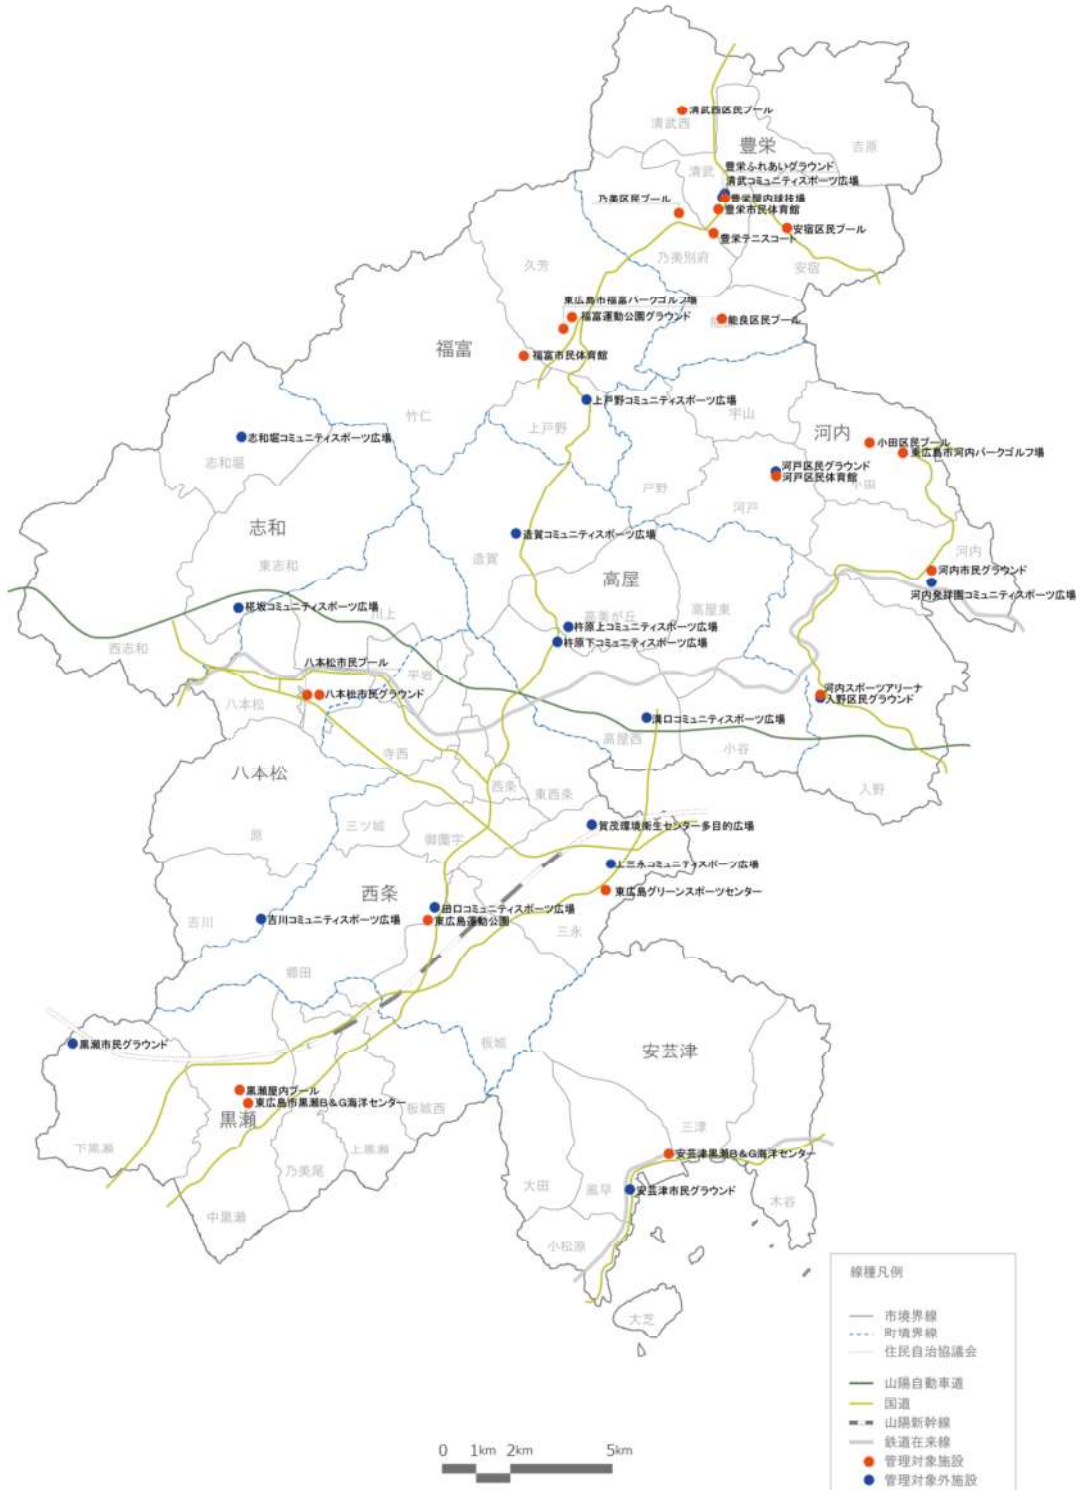 清武西区民プール
清武西
豊栄
吉原
豊栄ふれあいグラウンド
清武
清武コミュニティスポーツ広場
乃美区民プール
豊栄屋内球技場
豊栄市民体育館
安宿区民プール
豊栄テニスコート
乃美別府
久芳
安宿
東広島市福富パークゴルフ場
福富運動公園グラウンド
能良区民プール
福富
福富市民体育館
上戸野コミュニティスポーツ広場
竹仁
宇山
上戸野
河内
志和堀コミュニティスポーツ広場
小田区民プール
東広島市河内パークゴルフ場
志和堀
河戸区民グラウンド
河戸区民体育館
小田
戸野
河戸
志和
造賀コミュニティスポーツ広場
造賀
河内
東志和
高屋
河内市民グラウンド
河内発球園コミュニティスポーツ広場
椛坂コミュニティスポーツ広場
川上
高美が丘
高屋東
杵原上コミュニティスポーツ広場
杵原下コミュニティスポーツ広場
西志和
八本松市民プール
平岩
八本松市民グラウンド
河内スポーツアリーナ
入野区民グラウンド
八本松
溝口コミュニティスポーツ広場
高屋西
小谷
寺西
八本松
西条
東西条
入野
原
三ツ城
御薗宇
賀茂環境衛生センター多目的広場
上三永コミュニティスポーツ広場
西条
東広島グリーンスポーツセンター
田口コミュニティスポーツ広場
東広島運動公園
吉川
吉川コミュニティスポーツ広場
三永
郷田
黒瀬市民グラウンド
板城
安芸津
黒瀬屋内プール
東広島市黒瀬B&G海洋センター
板城西
黒瀬
三津
下黒瀬
上黒瀬
安芸津黒瀬B&G海洋センター
乃美尾
大田
風早
安芸津市民グラウンド
木谷
中黒瀬
小松原
大芝
線種凡例
市境界線
町境界線
住民自治協議会
山陽自動車道
国道
山陽新幹線
鉄道在来線
管理対象施設
管理対象外施設
0 1km 2km 5km